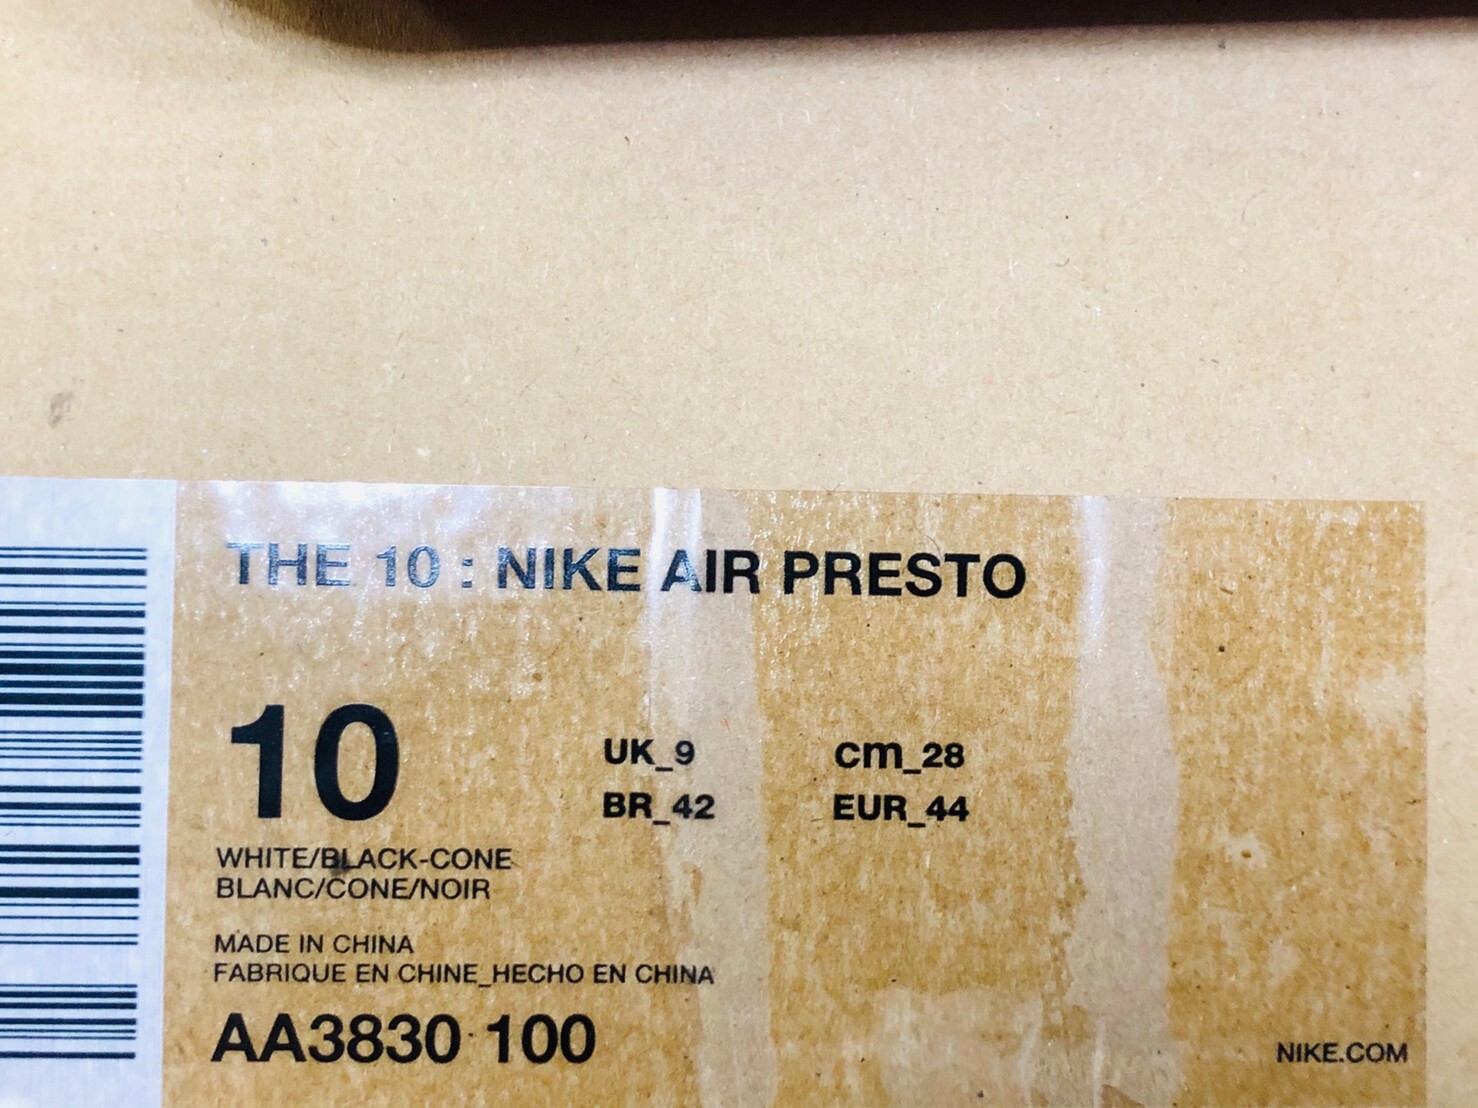 THE 10 : NIKE AIR PRESTO
10
UK_9 cm_28
BR_42 EUR_44
WHITE/BLACK-CONE
BLANC/CONE/NOIR
MADE IN CHINA
FABRIQUE EN CHINE_HECHO EN CHINA
AA3830 100
NIKE.COM